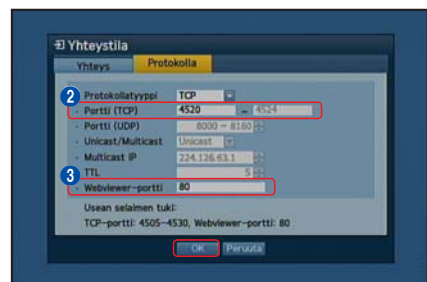 Yhteystila
Yhteys Protokolla
2 Protokollatyyppi TCP
- Portti (TCP) 4520 - 4524
- Portti (UDP) 8000 ~ 8160
- Unicast/Multicast Unicast
- Multicast IP 224.126.63.1
- TTL 5
3 - Webviewer-portti 80
Usean selaimen tuki:
TCP-portti: 4505~4530, Webviewer-portti: 80
OK Peruuta